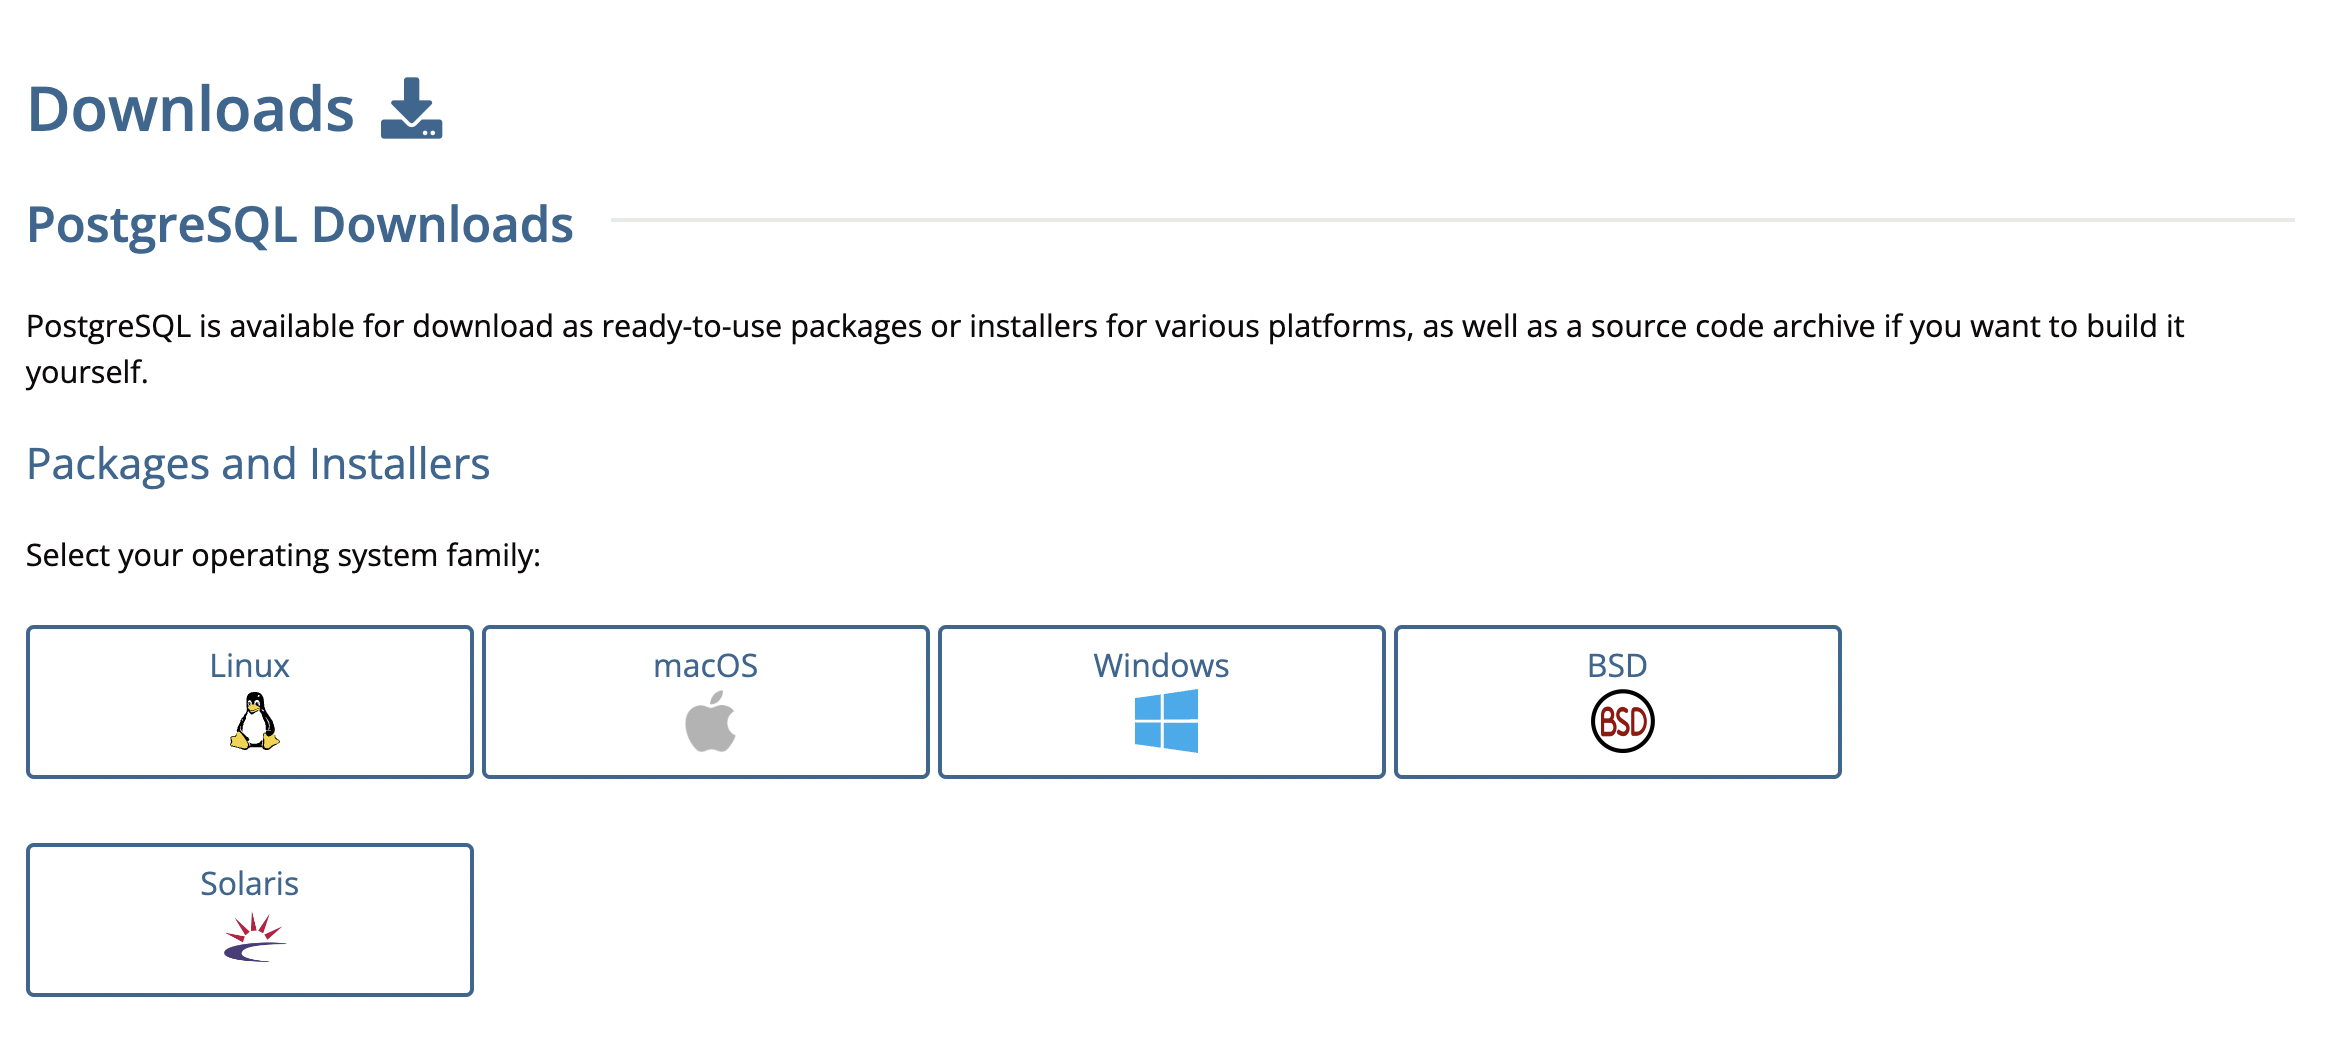 Downloads
PostgreSQL Downloads
PostgreSQL is available for download as ready-to-use packages or installers for various platforms, as well as a source code archive if you want to build it
yourself.
Packages and Installers
Select your operating system family:
Linux
macOS
Windows
BSD
BSD
Solaris